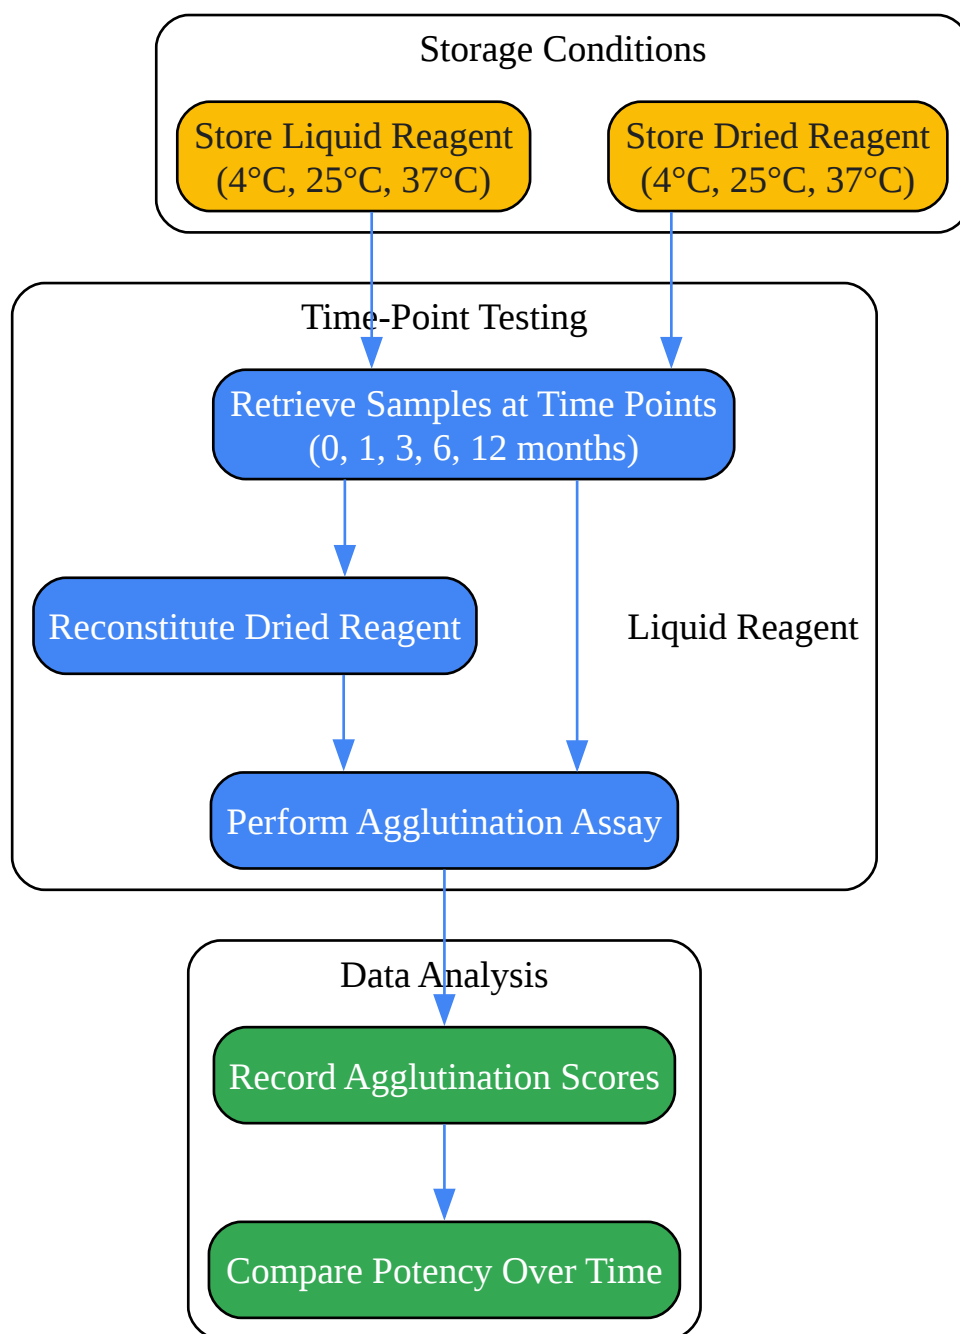 Storage Conditions
Store Liquid Reagent
(4°C, 25°C, 37°C)
Store Dried Reagent
(4°C, 25°C, 37°C)
Time-Point Testing
Retrieve Samples at Time Points
(0, 1, 3, 6, 12 months)
Reconstitute Dried Reagent
Liquid Reagent
Perform Agglutination Assay
Data Analysis
Record Agglutination Scores
Compare Potency Over Time